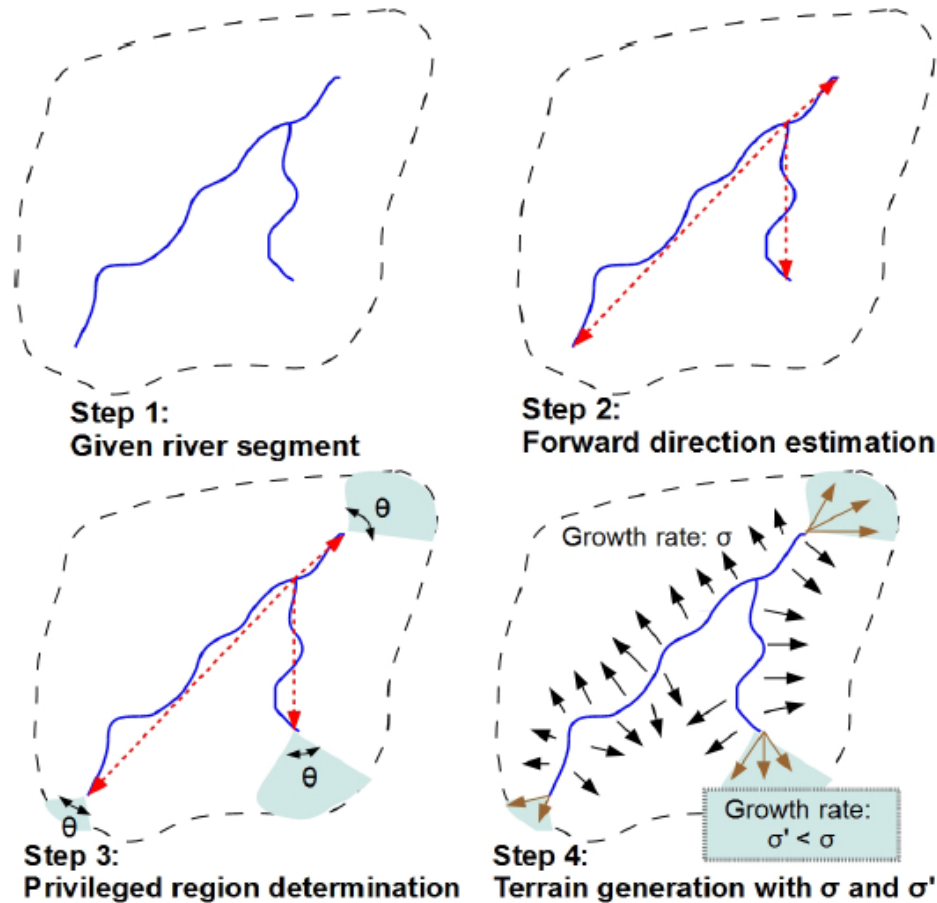 Step 1:
Given river segment
Step 2:
Forward direction estimation
θ
θ
θ
Step 3:
Privileged region determination
Growth rate: σ
Growth rate:
σ' < σ
Step 4:
Terrain generation with σ and σ'